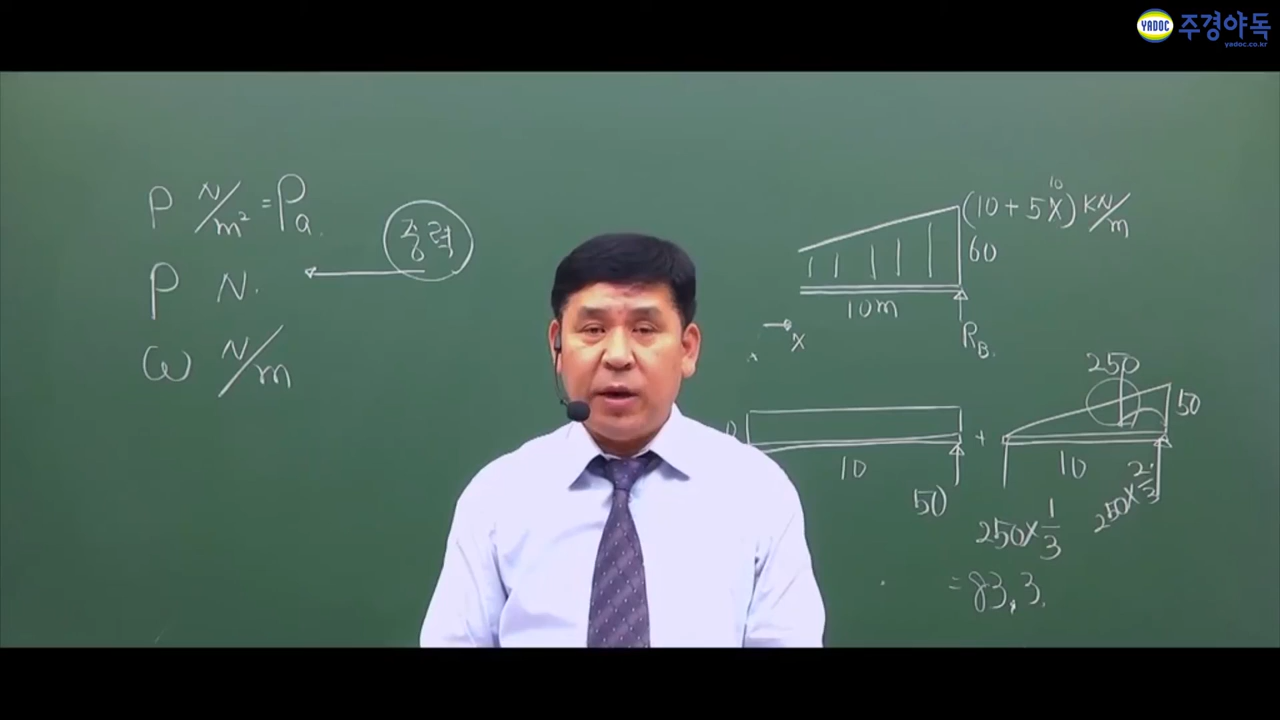 YADOC 주경야독
yadoc.co.kr
P N/m² = Pa.
중력
P N.
ω N/m
10
(10 + 5x) KN/m
60
10m
x
R_B.
250
50
+
10
10
50
250 × 1/3
250 × 2/3
= 83.3.